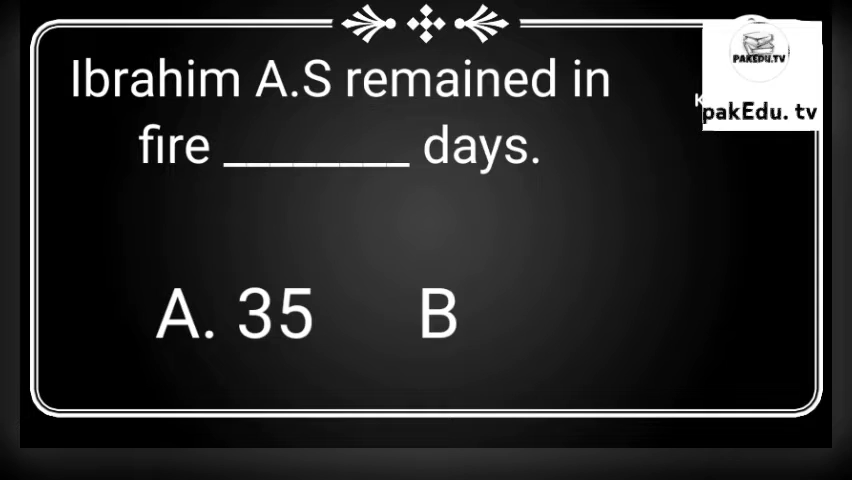 Ibrahim A.S remained in
fire ________ days.
PAKEDU.TV
pakEdu. tv
A. 35 B